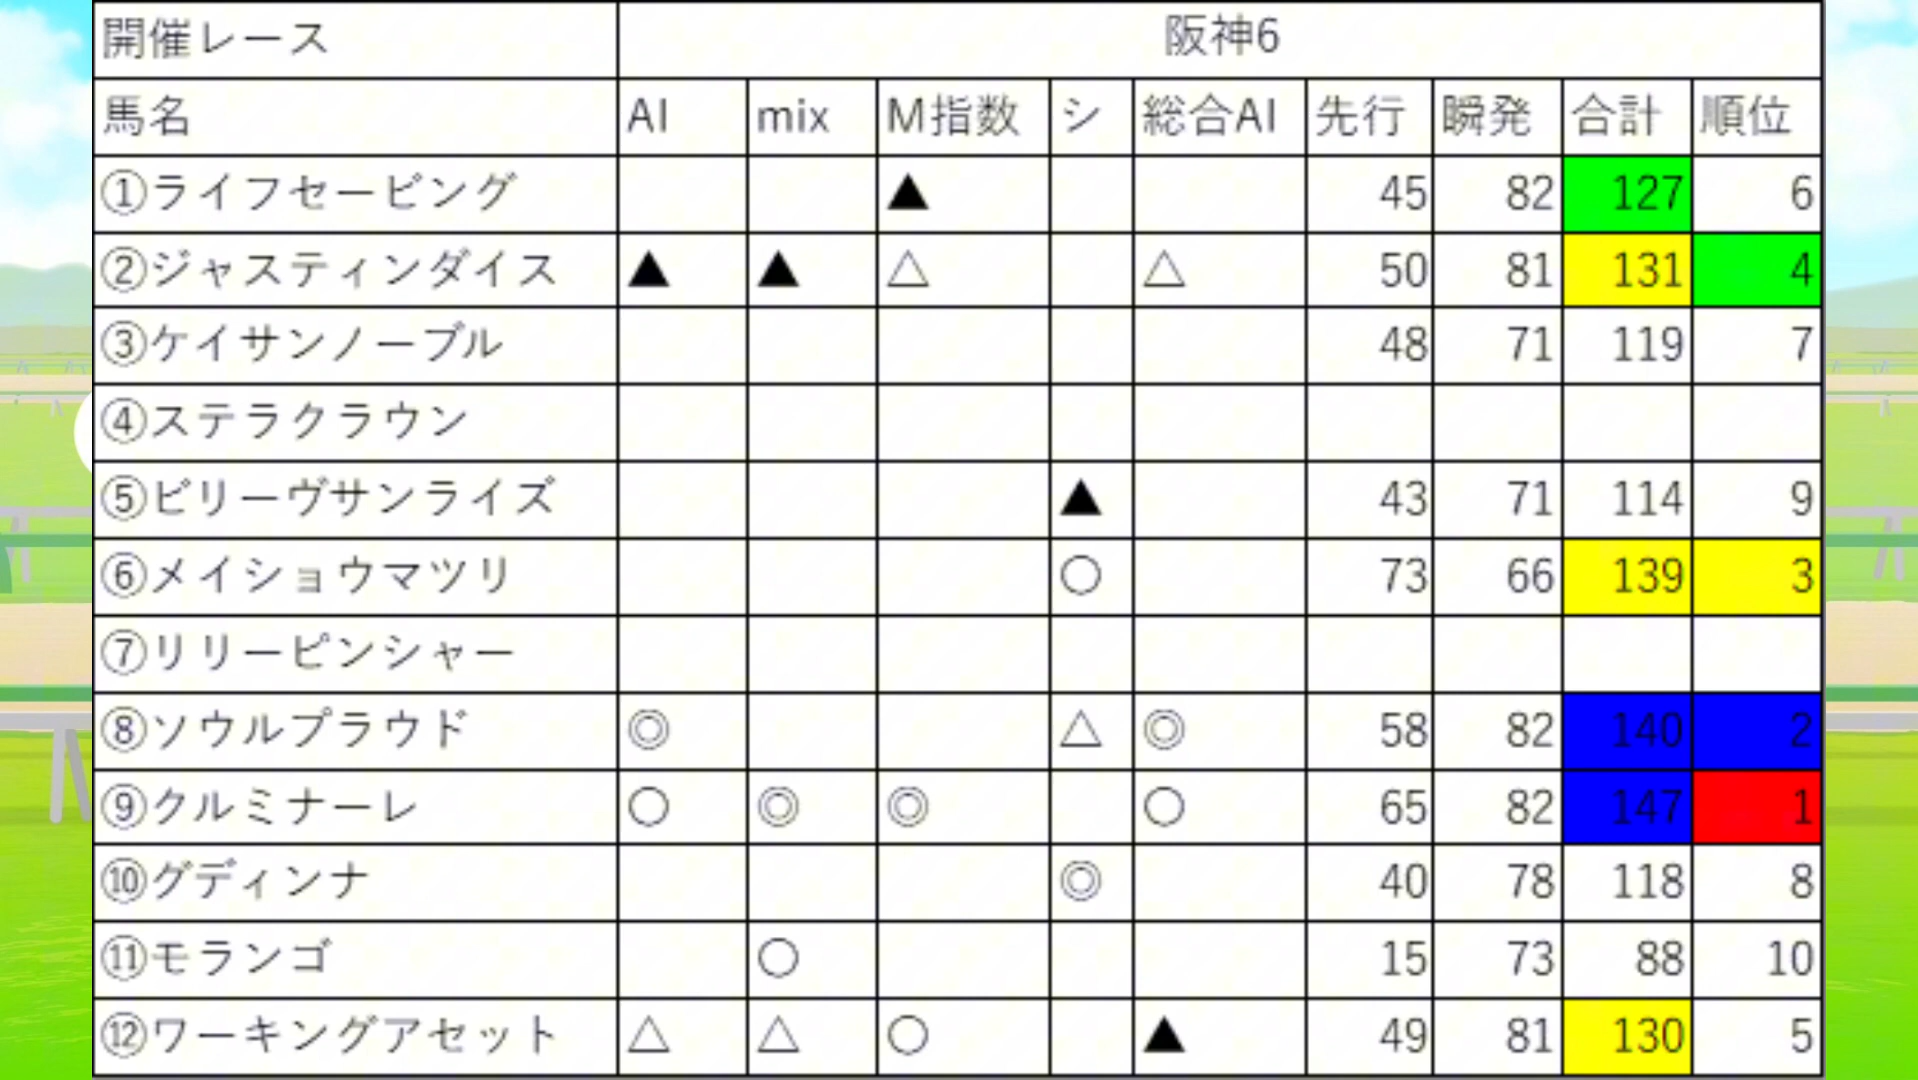 開催レース 阪神6
馬名 AI mix M指数 シ 総合AI 先行 瞬発 合計 順位
①ライフセービング ▲ 45 82 127 6
②ジャスティンダイス ▲ ▲ △ △ 50 81 131 4
③ケイサンノーブル 48 71 119 7
④ステラクラウン
⑤ビリーヴサンライズ ▲ 43 71 114 9
⑥メイショウマツリ ○ 73 66 139 3
⑦リリーピンシャー
⑧ソウルプラウド ◎ △ ◎ 58 82 140 2
⑨クルミナーレ ○ ◎ ◎ ○ 65 82 147 1
⑩グディンナ ◎ 40 78 118 8
⑪モランゴ ○ 15 73 88 10
⑫ワーキングアセット △ △ ○ ▲ 49 81 130 5